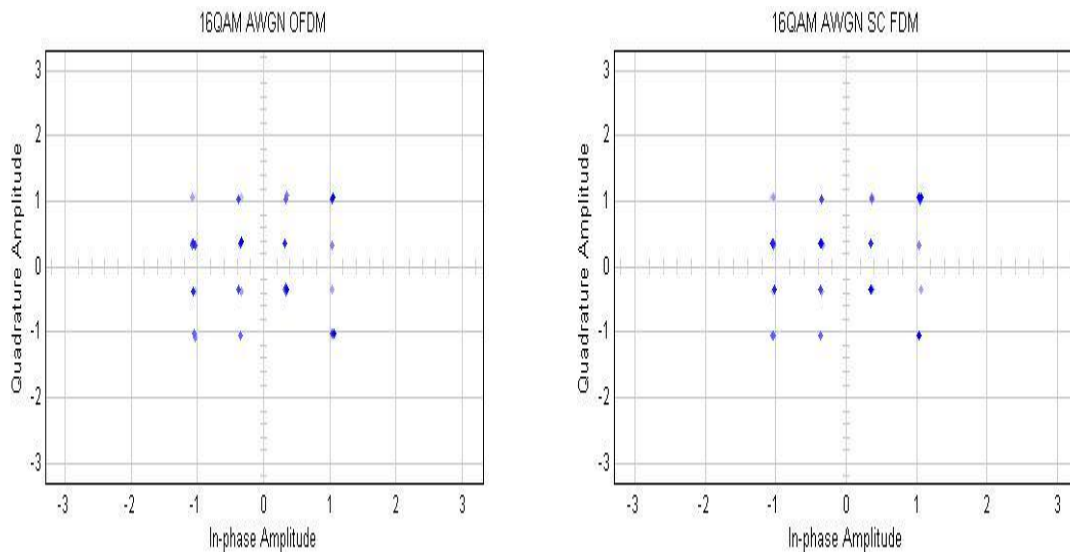 16QAM AWGN OFDM
3
2
1
0
-1
-2
-3
-3 -2 -1 0 1 2 3
Quadrature Amplitude
In-phase Amplitude
16QAM AWGN SC FDM
3
2
1
0
-1
-2
-3
-3 -2 -1 0 1 2 3
Quadrature Amplitude
In-phase Amplitude